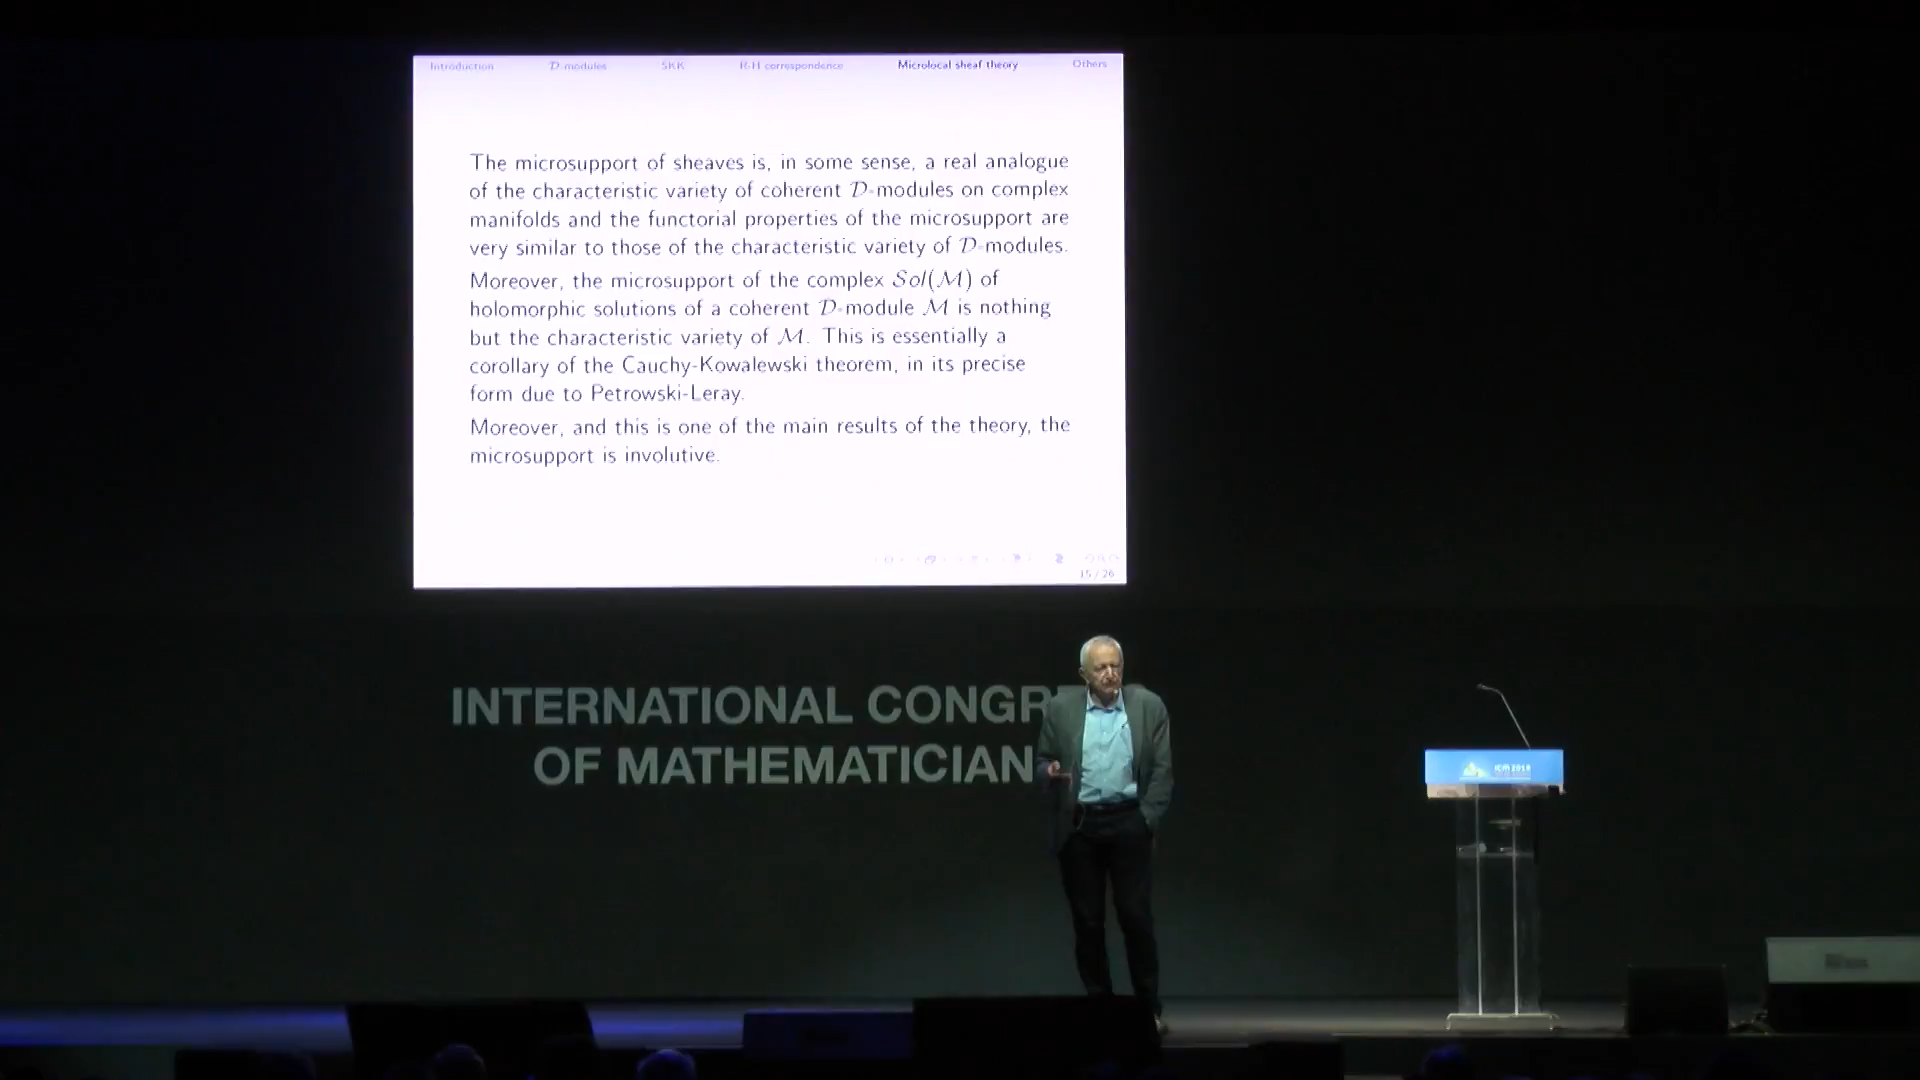 Introduction D-modules SKK R-H correspondence Microlocal sheaf theory Others
The microsupport of sheaves is, in some sense, a real analogue
of the characteristic variety of coherent 𝒟-modules on complex
manifolds and the functorial properties of the microsupport are
very similar to those of the characteristic variety of 𝒟-modules.
Moreover, the microsupport of the complex 𝒮ol(ℳ) of
holomorphic solutions of a coherent 𝒟-module ℳ is nothing
but the characteristic variety of ℳ. This is essentially a
corollary of the Cauchy-Kowalewski theorem, in its precise
form due to Petrowski-Leray.
Moreover, and this is one of the main results of the theory, the
microsupport is involutive.
15 / 26
INTERNATIONAL CONGR
OF MATHEMATICIAN
ICM 2018